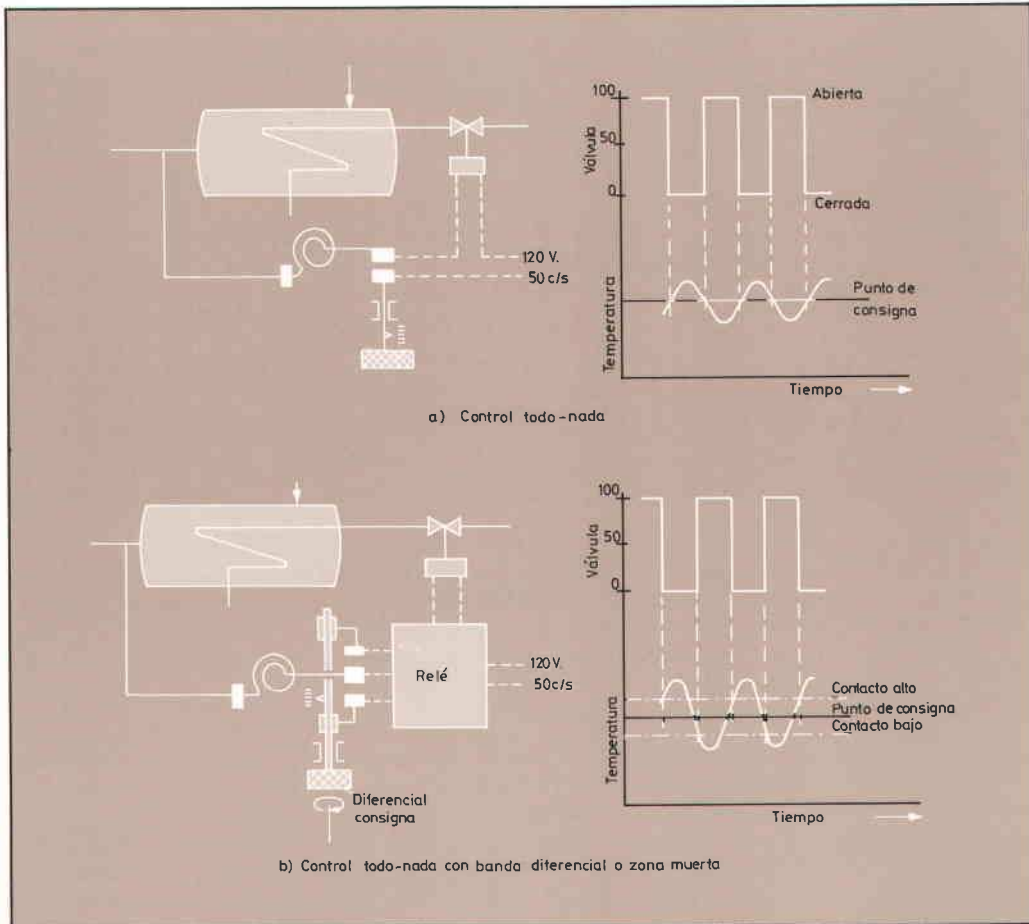 100
Abierta
50
Válvula
0
Cerrada
120 V.
50 c/s
Punto de
consigna
Temperatura
Tiempo
a) Control todo-nada
100
50
Válvula
0
Relé
120 V.
50 c/s
Contacto alto
Punto de consigna
Contacto bajo
Temperatura
Diferencial
consigna
Tiempo
b) Control todo-nada con banda diferencial o zona muerta